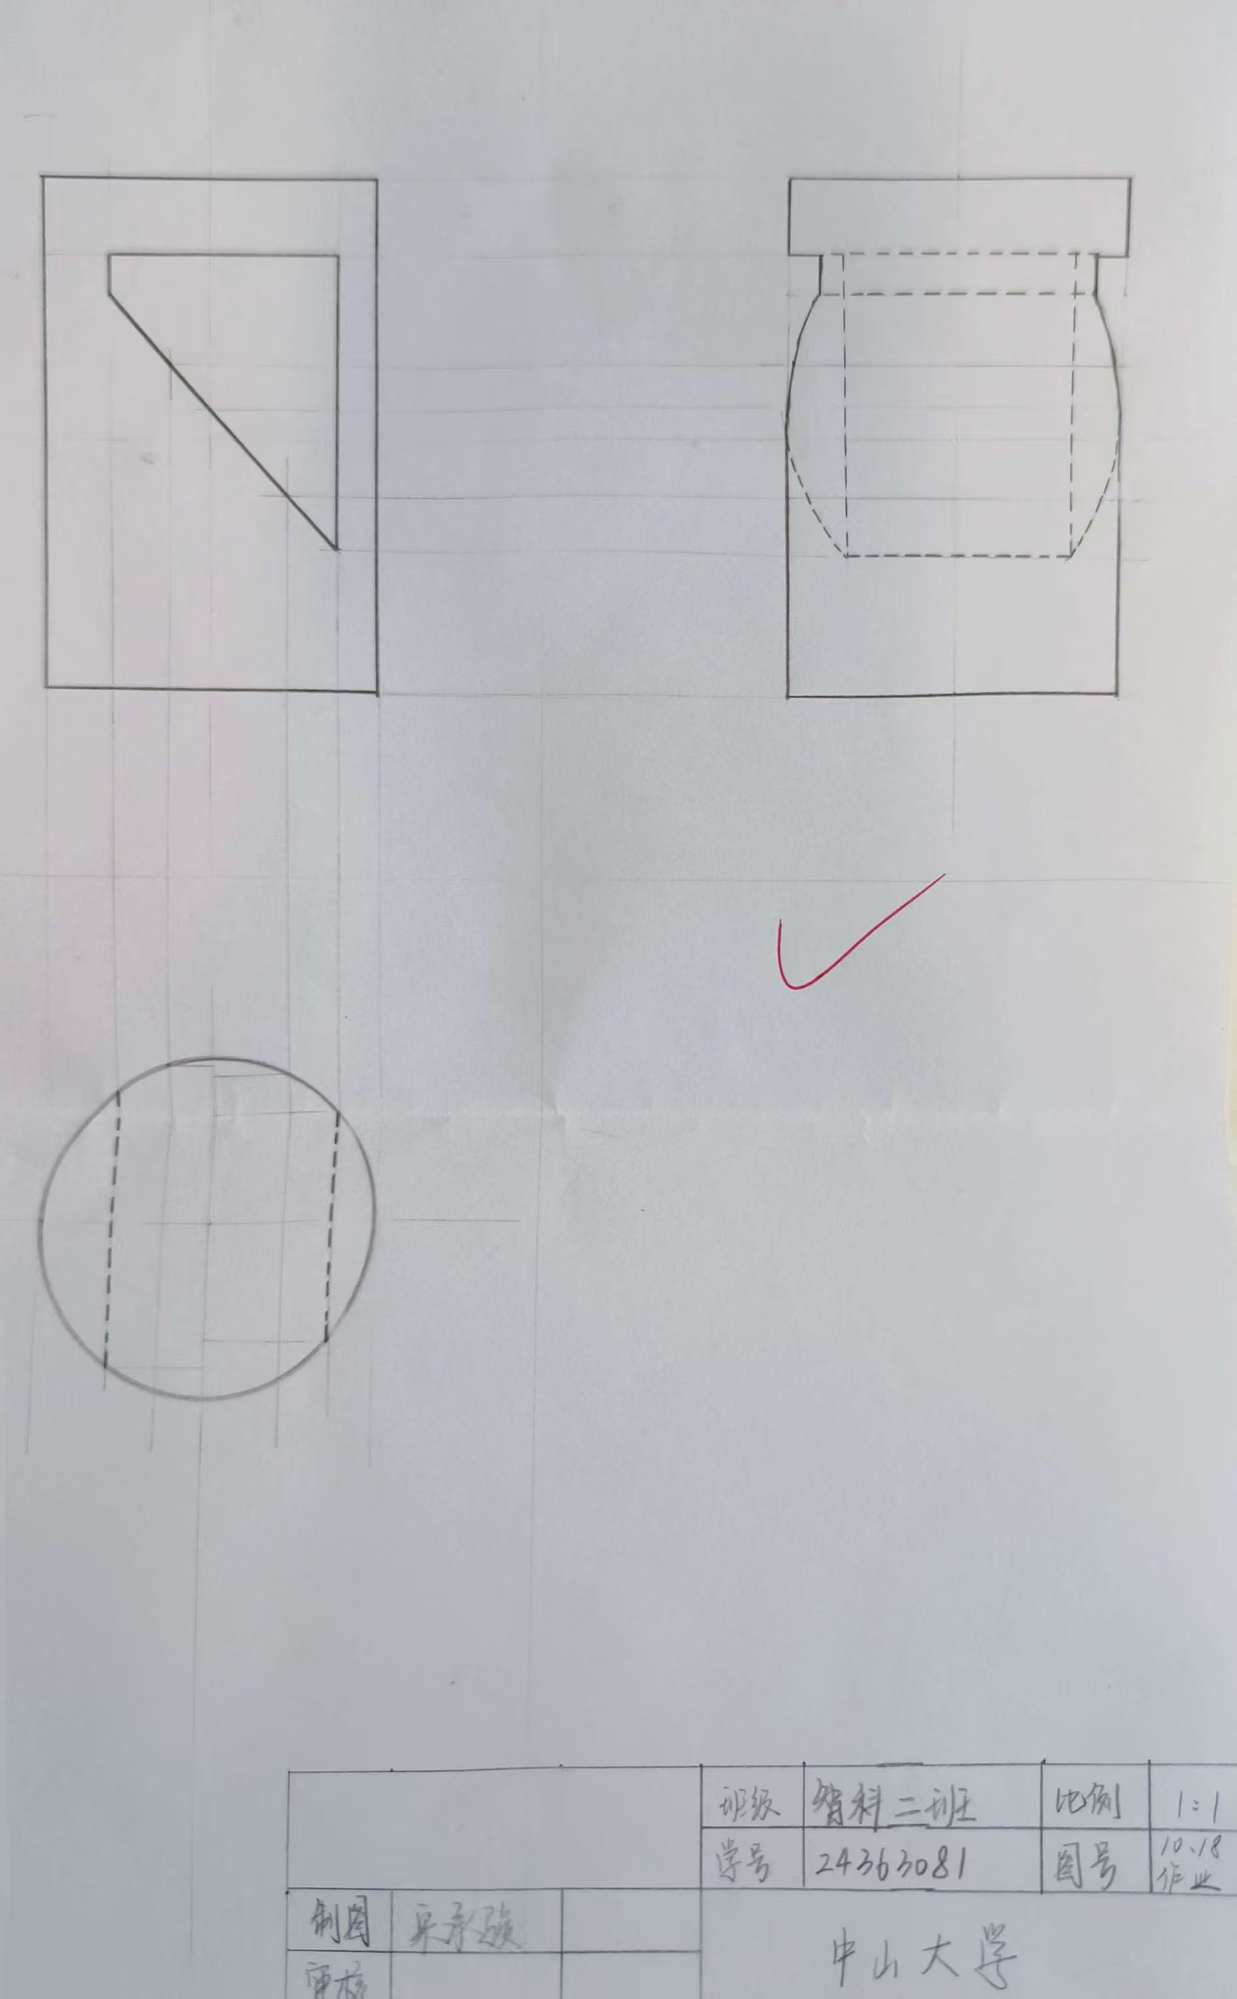 班级 智科二班 比例 1:1
学号 24363081 图号 10.18
作业
制图
审核
中山大学